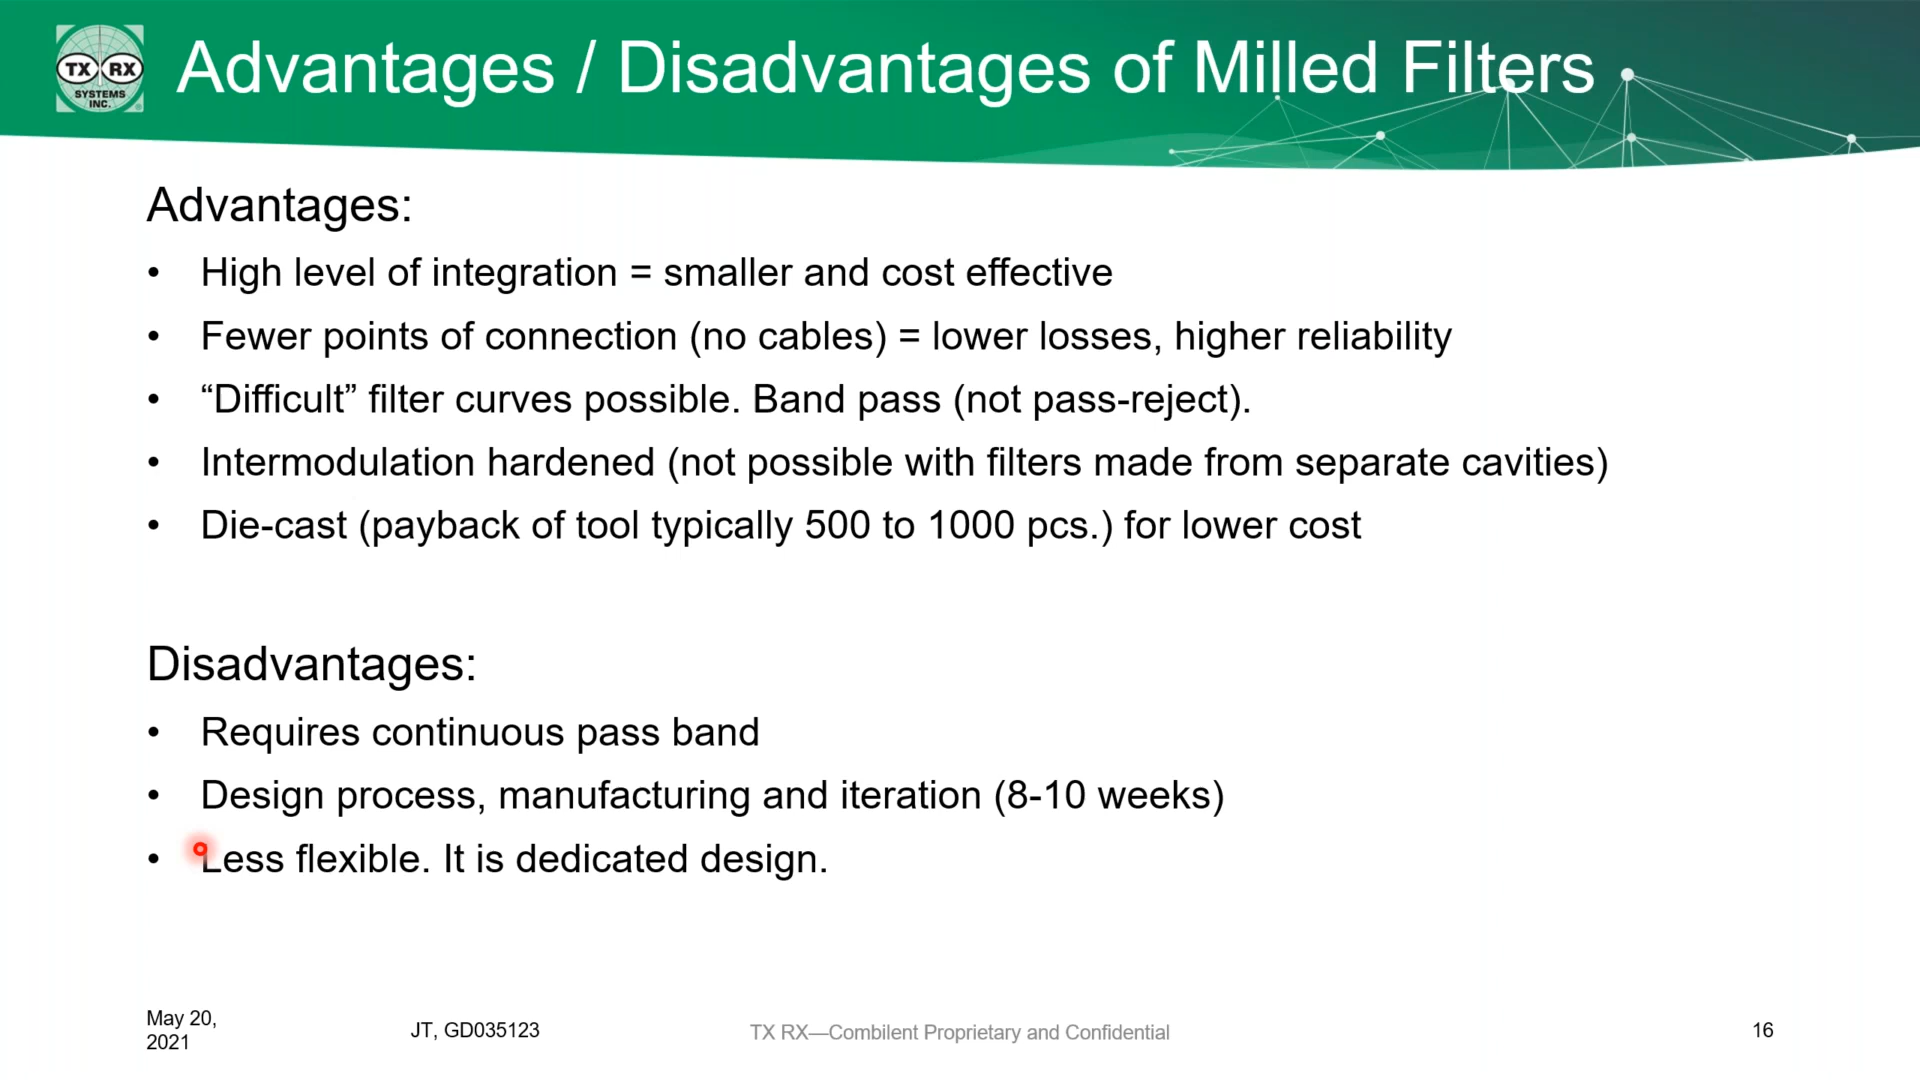 TX RX
SYSTEMS
INC.
Advantages / Disadvantages of Milled Filters
Advantages:
• High level of integration = smaller and cost effective
• Fewer points of connection (no cables) = lower losses, higher reliability
• “Difficult” filter curves possible. Band pass (not pass-reject).
• Intermodulation hardened (not possible with filters made from separate cavities)
• Die-cast (payback of tool typically 500 to 1000 pcs.) for lower cost
Disadvantages:
• Requires continuous pass band
• Design process, manufacturing and iteration (8-10 weeks)
• Less flexible. It is dedicated design.
May 20,
2021
JT, GD035123
TX RX—Combilent Proprietary and Confidential
16